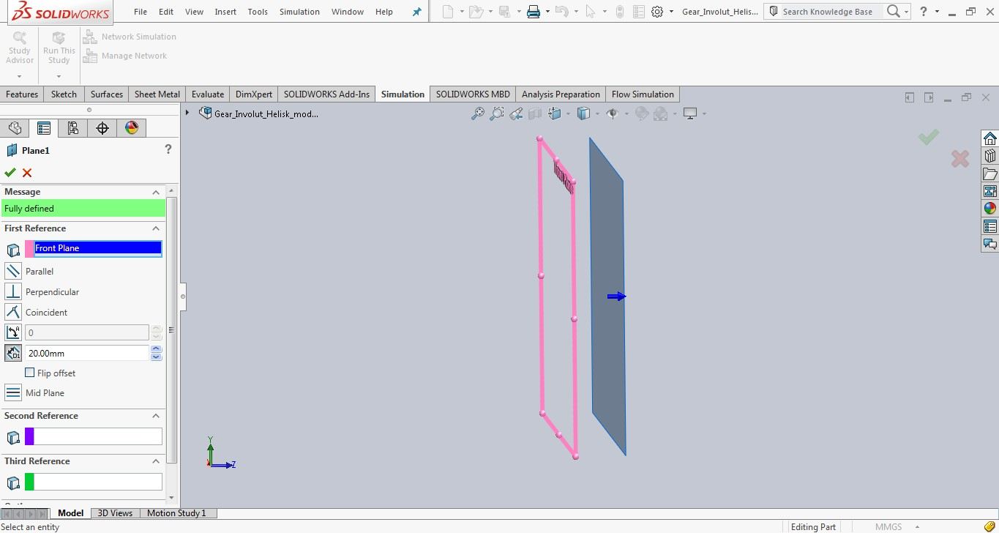 SOLIDWORKS File Edit View Insert Tools Simulation Window Help Gear_Involut_Helisk... Search Knowledge Base ?
Study Advisor
Run This Study
Network Simulation
Manage Network
Features Sketch Surfaces Sheet Metal Evaluate DimXpert SOLIDWORKS Add-Ins Simulation SOLIDWORKS MBD Analysis Preparation Flow Simulation
Gear_Involut_Helisk_mod...
Plane1 ?
Message
Fully defined
First Reference
Front Plane
Parallel
Perpendicular
Coincident
0
20.00mm
Flip offset
Mid Plane
Second Reference
Third Reference
Y
Z
Model 3D Views Motion Study 1
Select an entity Editing Part MMGS